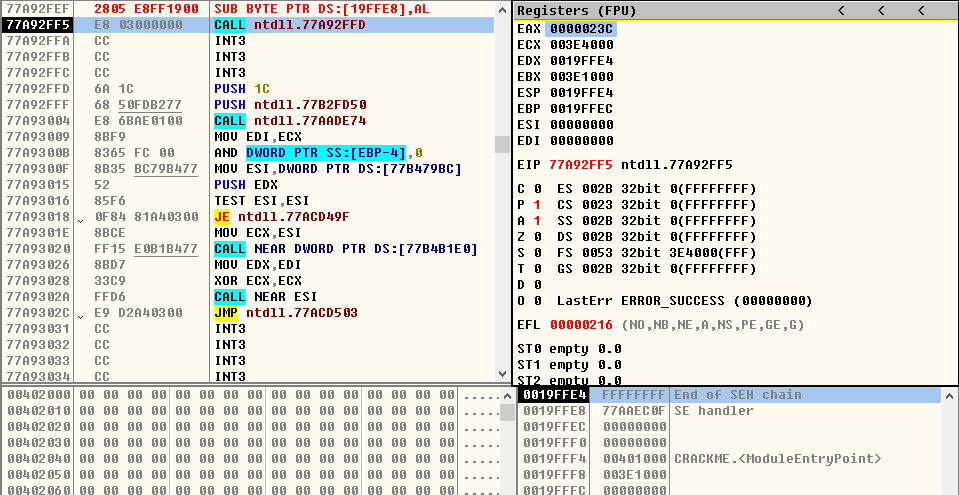 77A92FEF 2805 E8FF1900 SUB BYTE PTR DS:[19FFE8],AL
77A92FF5 E8 03000000 CALL ntdll.77A92FFD
77A92FFA CC INT3
77A92FFB CC INT3
77A92FFC CC INT3
77A92FFD 6A 1C PUSH 1C
77A92FFF 68 50FDB277 PUSH ntdll.77B2FD50
77A93004 E8 6BAE0100 CALL ntdll.77AADE74
77A93009 8BF9 MOV EDI,ECX
77A9300B 8365 FC 00 AND DWORD PTR SS:[EBP-4],0
77A9300F 8B35 BC79B477 MOV ESI,DWORD PTR DS:[77B479BC]
77A93015 52 PUSH EDX
77A93016 85F6 TEST ESI,ESI
77A93018 0F84 81A40300 JE ntdll.77ACD49F
77A9301E 8BCE MOV ECX,ESI
77A93020 FF15 E0B1B477 CALL NEAR DWORD PTR DS:[77B4B1E0]
77A93026 8BD7 MOV EDX,EDI
77A93028 33C9 XOR ECX,ECX
77A9302A FFD6 CALL NEAR ESI
77A9302C E9 D2A40300 JMP ntdll.77ACD503
77A93031 CC INT3
77A93032 CC INT3
77A93033 CC INT3
77A93034 CC INT3
Registers (FPU) < < <
EAX 0000023C
ECX 003E4000
EDX 0019FFE4
EBX 003E1000
ESP 0019FFE4
EBP 0019FFEC
ESI 00000000
EDI 00000000
EIP 77A92FF5 ntdll.77A92FF5
C 0 ES 002B 32bit 0(FFFFFFFF)
P 1 CS 0023 32bit 0(FFFFFFFF)
A 1 SS 002B 32bit 0(FFFFFFFF)
Z 0 DS 002B 32bit 0(FFFFFFFF)
S 0 FS 0053 32bit 3E4000(FFF)
T 0 GS 002B 32bit 0(FFFFFFFF)
D 0
O 0 LastErr ERROR_SUCCESS (00000000)
EFL 00000216 (NO,NB,NE,A,NS,PE,GE,G)
ST0 empty 0.0
ST1 empty 0.0
ST2 empty 0.0
00402000 00 00 00 00 00 00 00 00 00 00 00 00 00 00 00 00 .....
00402010 00 00 00 00 00 00 00 00 00 00 00 00 00 00 00 00 .....
00402020 00 00 00 00 00 00 00 00 00 00 00 00 00 00 00 00 .....
00402030 00 00 00 00 00 00 00 00 00 00 00 00 00 00 00 00 .....
00402040 00 00 00 00 00 00 00 00 00 00 00 00 00 00 00 00 .....
00402050 00 00 00 00 00 00 00 00 00 00 00 00 00 00 00 00 .....
00402060 00 00 00 00 00 00 00 00 00 00 00 00 00 00 00 00 .....
0019FFE4 FFFFFFFF End of SEH chain
0019FFE8 77AAEC0F SE handler
0019FFEC 00000000
0019FFF0 00000000
0019FFF4 00401000 CRACKME.<ModuleEntryPoint>
0019FFF8 003E1000
0019FFFC 00000000